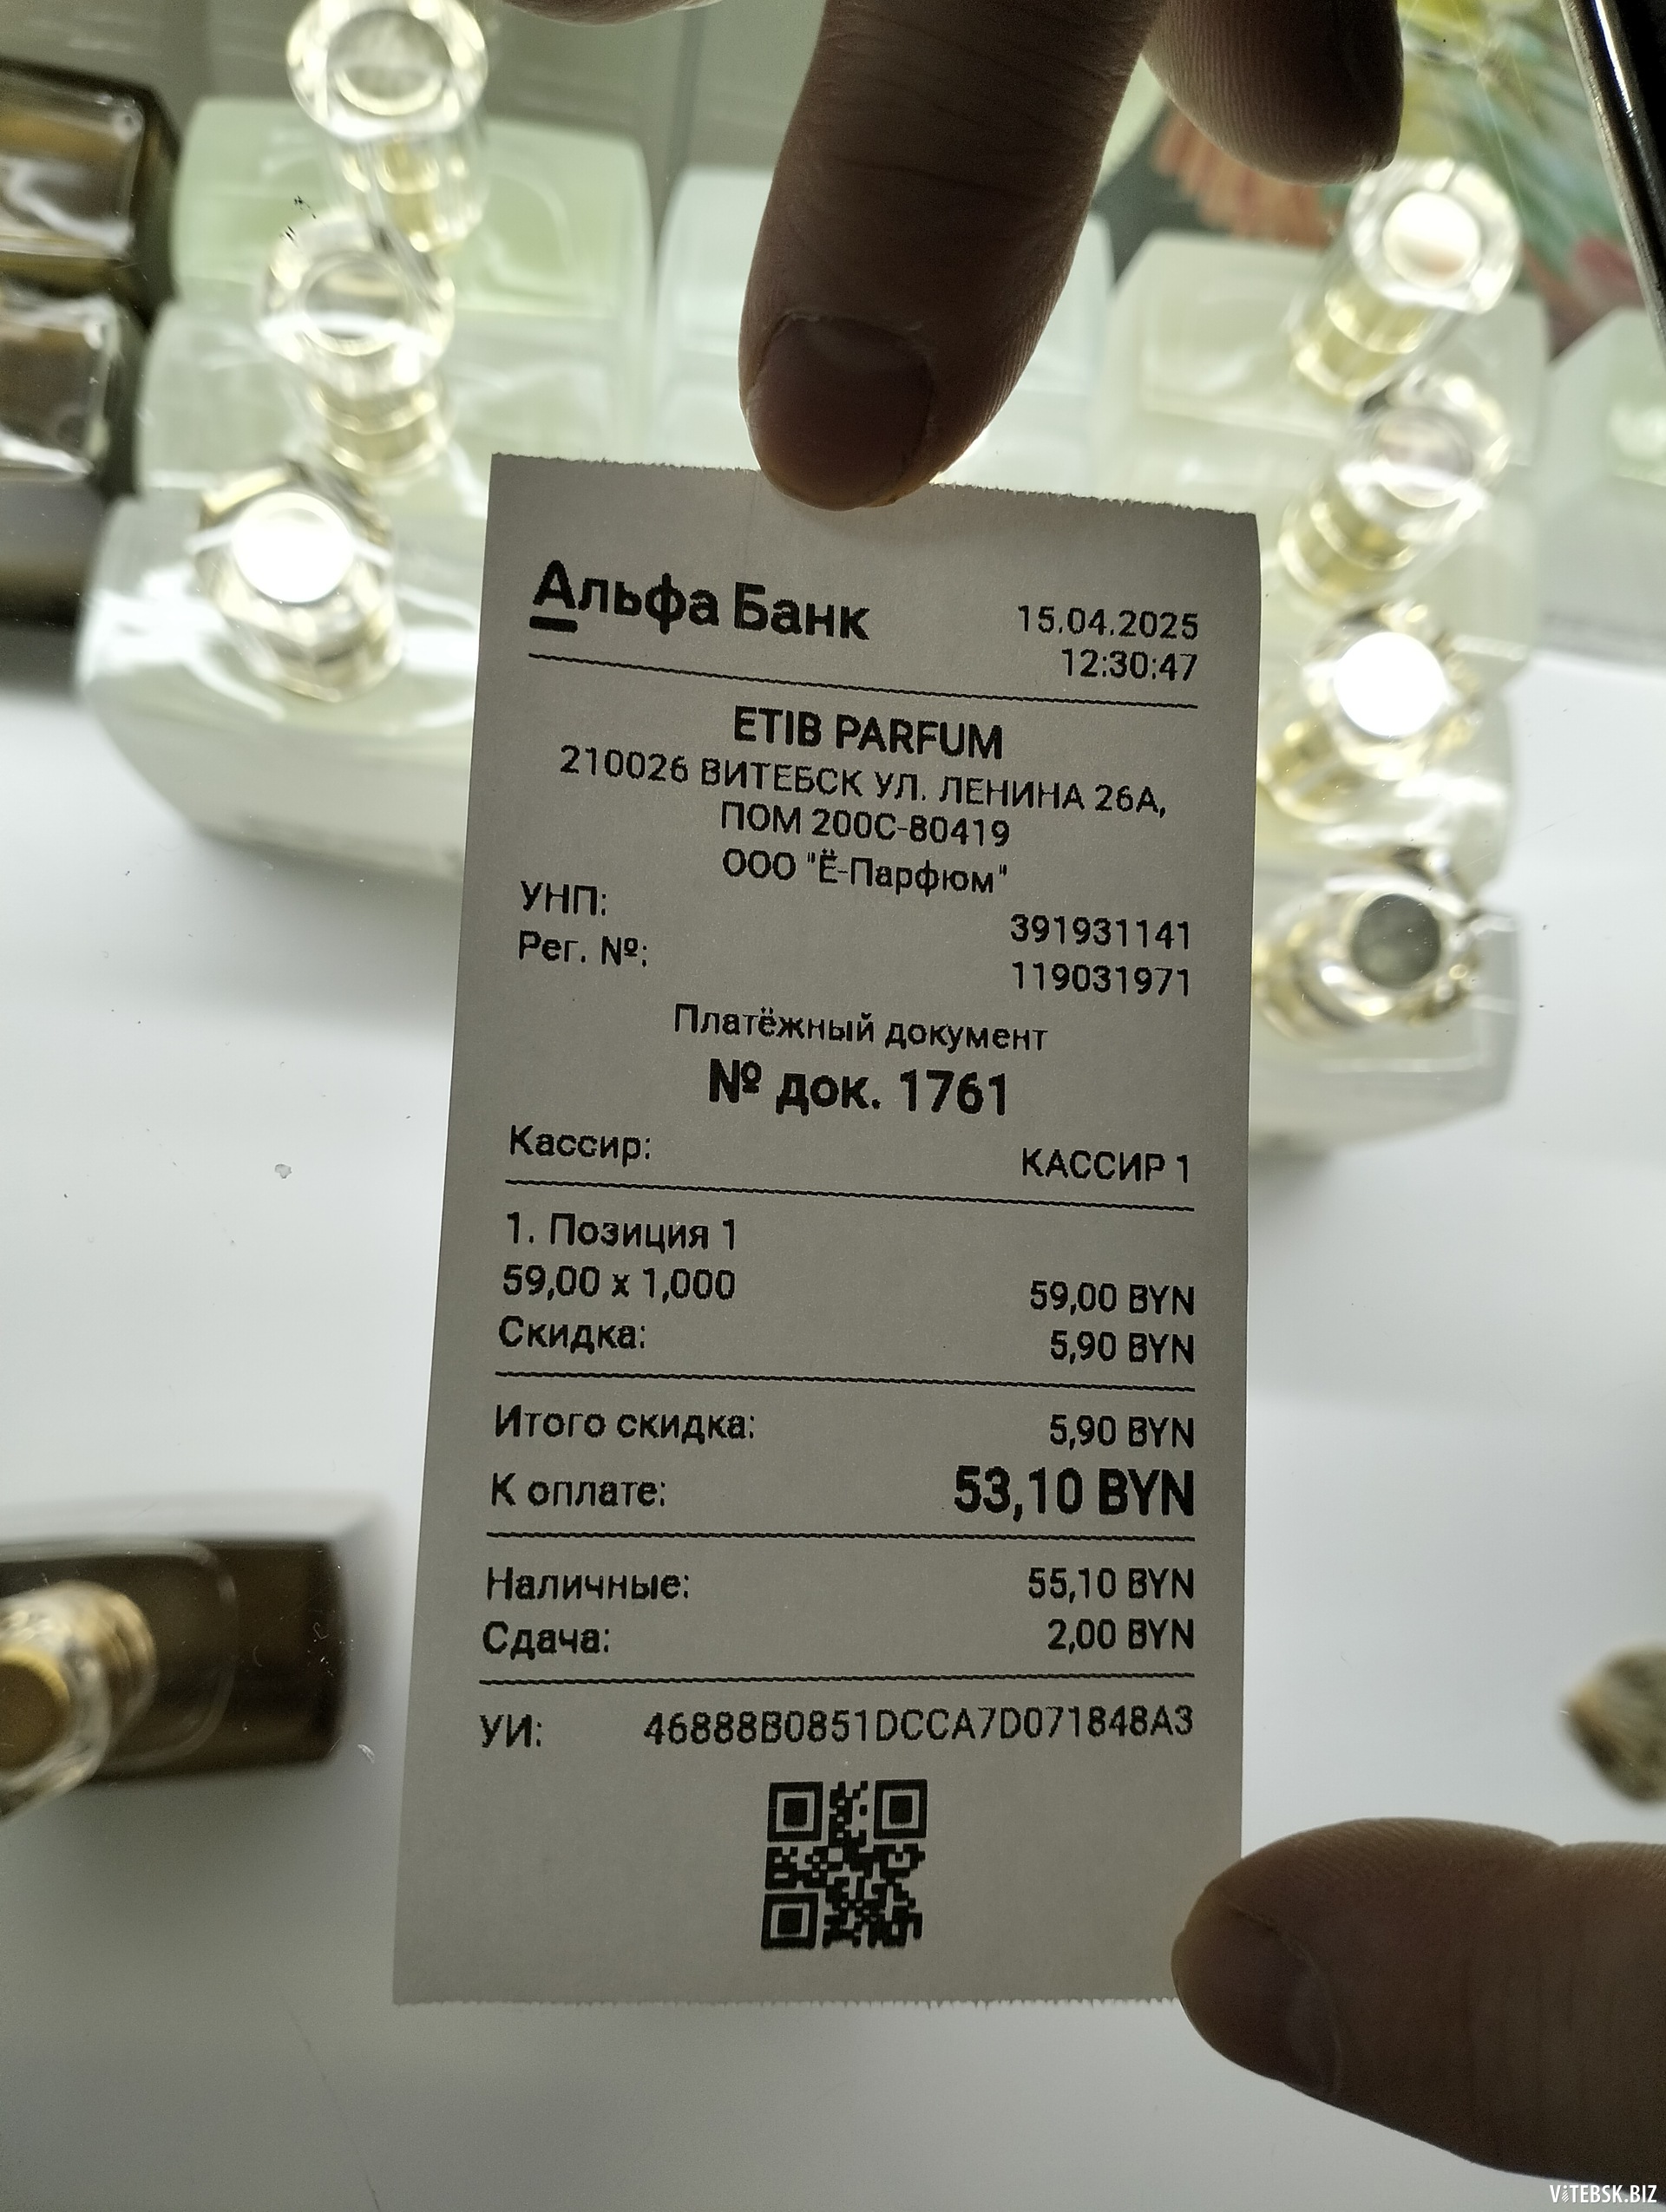 Альфа Банк
15.04.2025
12:30:47
ETIB PARFUM
210026 ВИТЕБСК УЛ. ЛЕНИНА 26А,
ПОМ 200С-80419
ООО "Ё-Парфюм"
УНП: 391931141
Рег. №: 119031971
Платёжный документ
№ док. 1761
Кассир: КАССИР 1
1. Позиция 1
59,00 x 1,000 59,00 BYN
Скидка: 5,90 BYN
Итого скидка: 5,90 BYN
К оплате: 53,10 BYN
Наличные: 55,10 BYN
Сдача: 2,00 BYN
УИ: 46888B0851DCCA7D071848A3
VITEBSK.BIZ